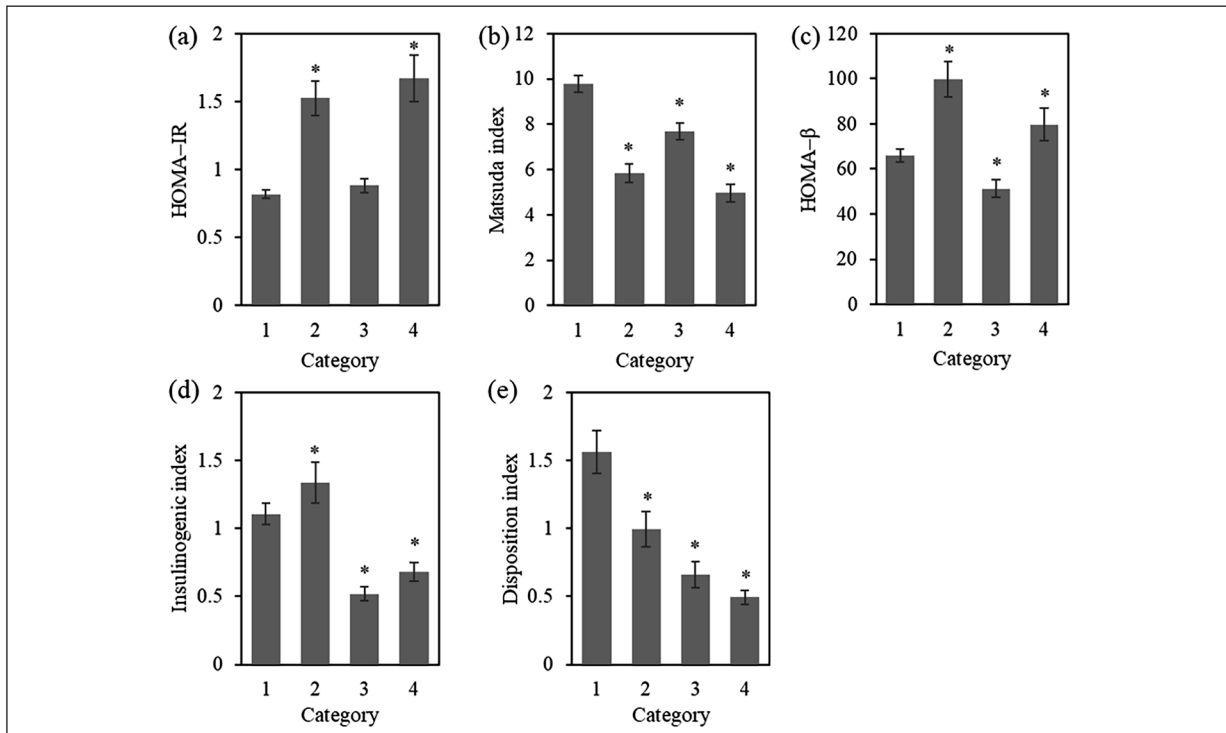 (a)
2
*
*
1.5
1
0.5
0
HOMA–IR
1 2 3 4
Category
(b)
12
10
8
6
4
2
0
*
*
*
Matsuda index
1 2 3 4
Category
(c)
120
100
80
60
40
20
0
*
*
*
HOMA–β
1 2 3 4
Category
(d)
2
1.5
1
0.5
0
*
*
*
Insulinogenic index
1 2 3 4
Category
(e)
2
1.5
1
0.5
0
*
*
*
Disposition index
1 2 3 4
Category